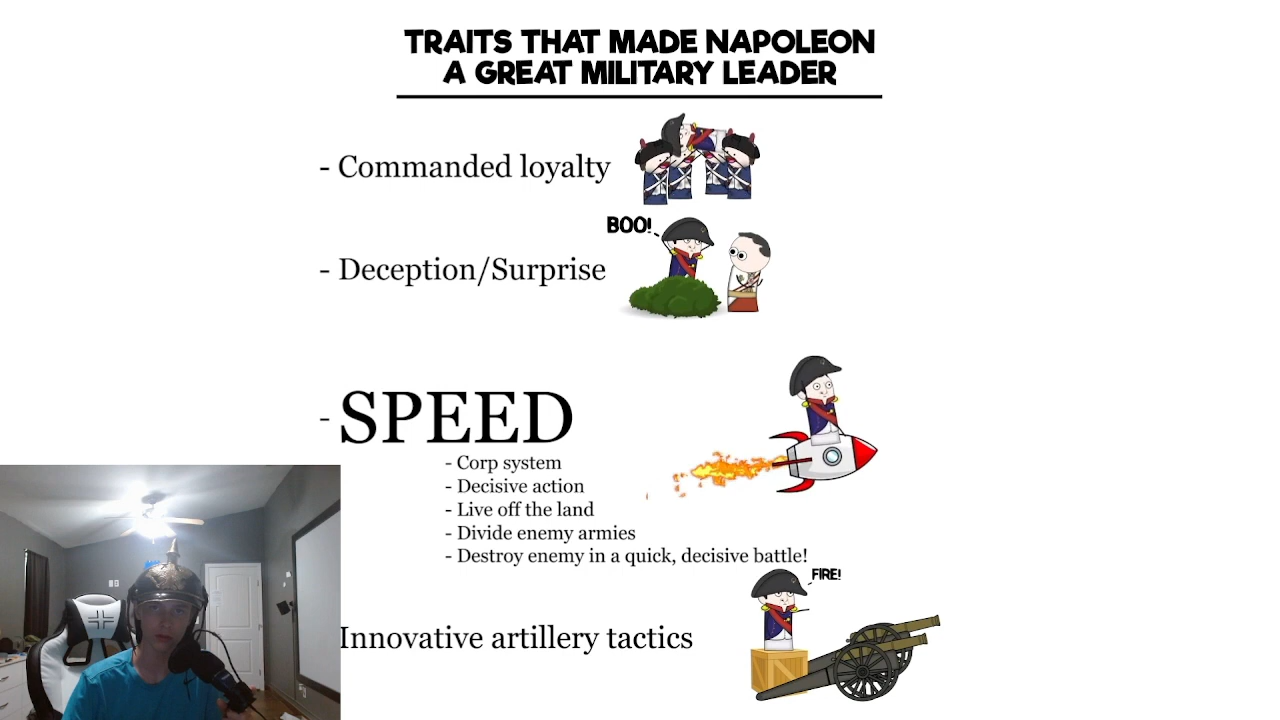 TRAITS THAT MADE NAPOLEON
A GREAT MILITARY LEADER
- Commanded loyalty
BOO!
- Deception/Surprise
- SPEED
- Corp system
- Decisive action
- Live off the land
- Divide enemy armies
- Destroy enemy in a quick, decisive battle!
FIRE!
Innovative artillery tactics